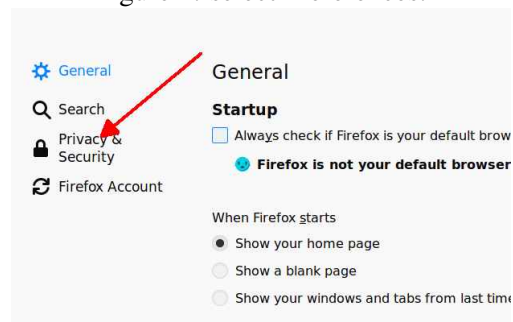 General
Search
Privacy &
Security
Firefox Account
General
Startup
Always check if Firefox is your default brow
Firefox is not your default browser
When Firefox starts
Show your home page
Show a blank page
Show your windows and tabs from last time